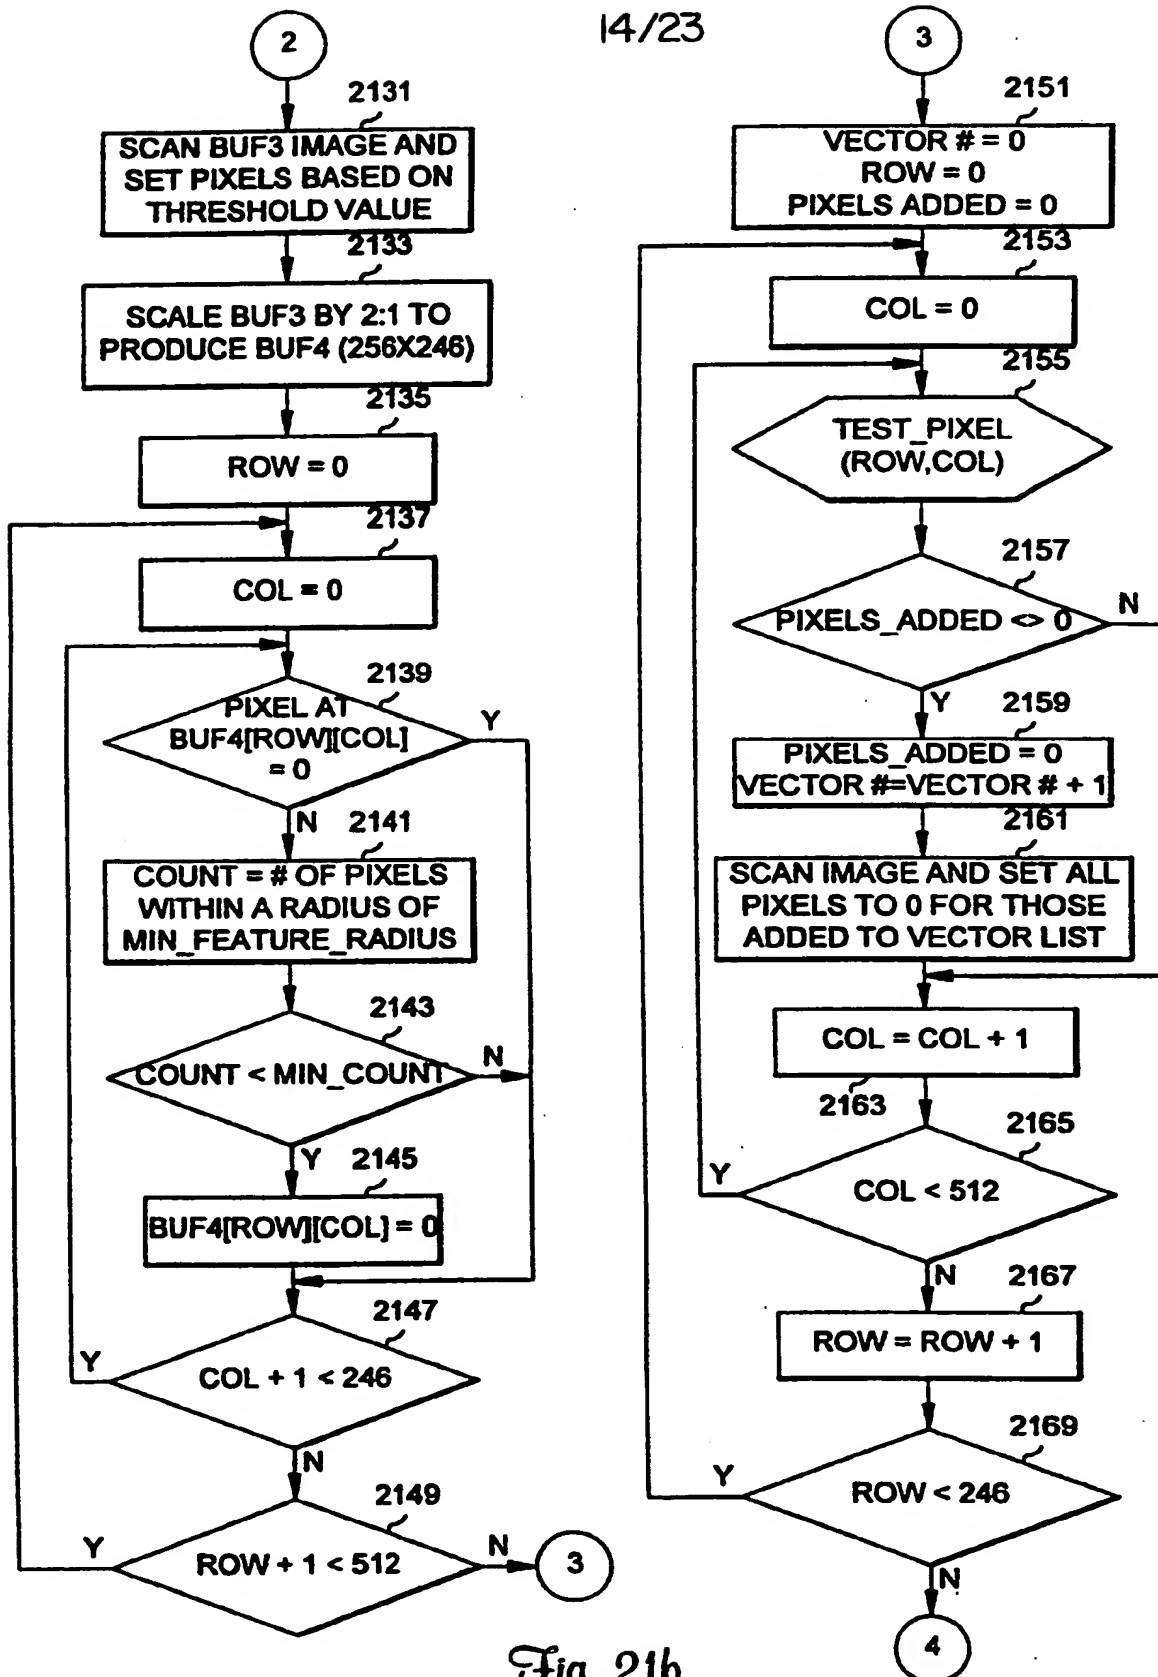 14/23
2
2131
SCAN BUF3 IMAGE AND
SET PIXELS BASED ON
THRESHOLD VALUE
2133
SCALE BUF3 BY 2:1 TO
PRODUCE BUF4 (256X246)
2135
ROW = 0
2137
COL = 0
2139
PIXEL AT
BUF4[ROW][COL]
= 0
Y
N
2141
COUNT = # OF PIXELS
WITHIN A RADIUS OF
MIN_FEATURE_RADIUS
2143
COUNT < MIN_COUNT
N
Y
2145
BUF4[ROW][COL] = 0
2147
COL + 1 < 246
Y
N
2149
ROW + 1 < 512
Y
N
3
3
2151
VECTOR # = 0
ROW = 0
PIXELS ADDED = 0
2153
COL = 0
2155
TEST_PIXEL
(ROW,COL)
2157
PIXELS_ADDED <> 0
N
Y
2159
PIXELS_ADDED = 0
VECTOR #=VECTOR # + 1
2161
SCAN IMAGE AND SET ALL
PIXELS TO 0 FOR THOSE
ADDED TO VECTOR LIST
COL = COL + 1
2163
2165
COL < 512
Y
N
2167
ROW = ROW + 1
2169
ROW < 246
Y
N
4
Fig. 21b